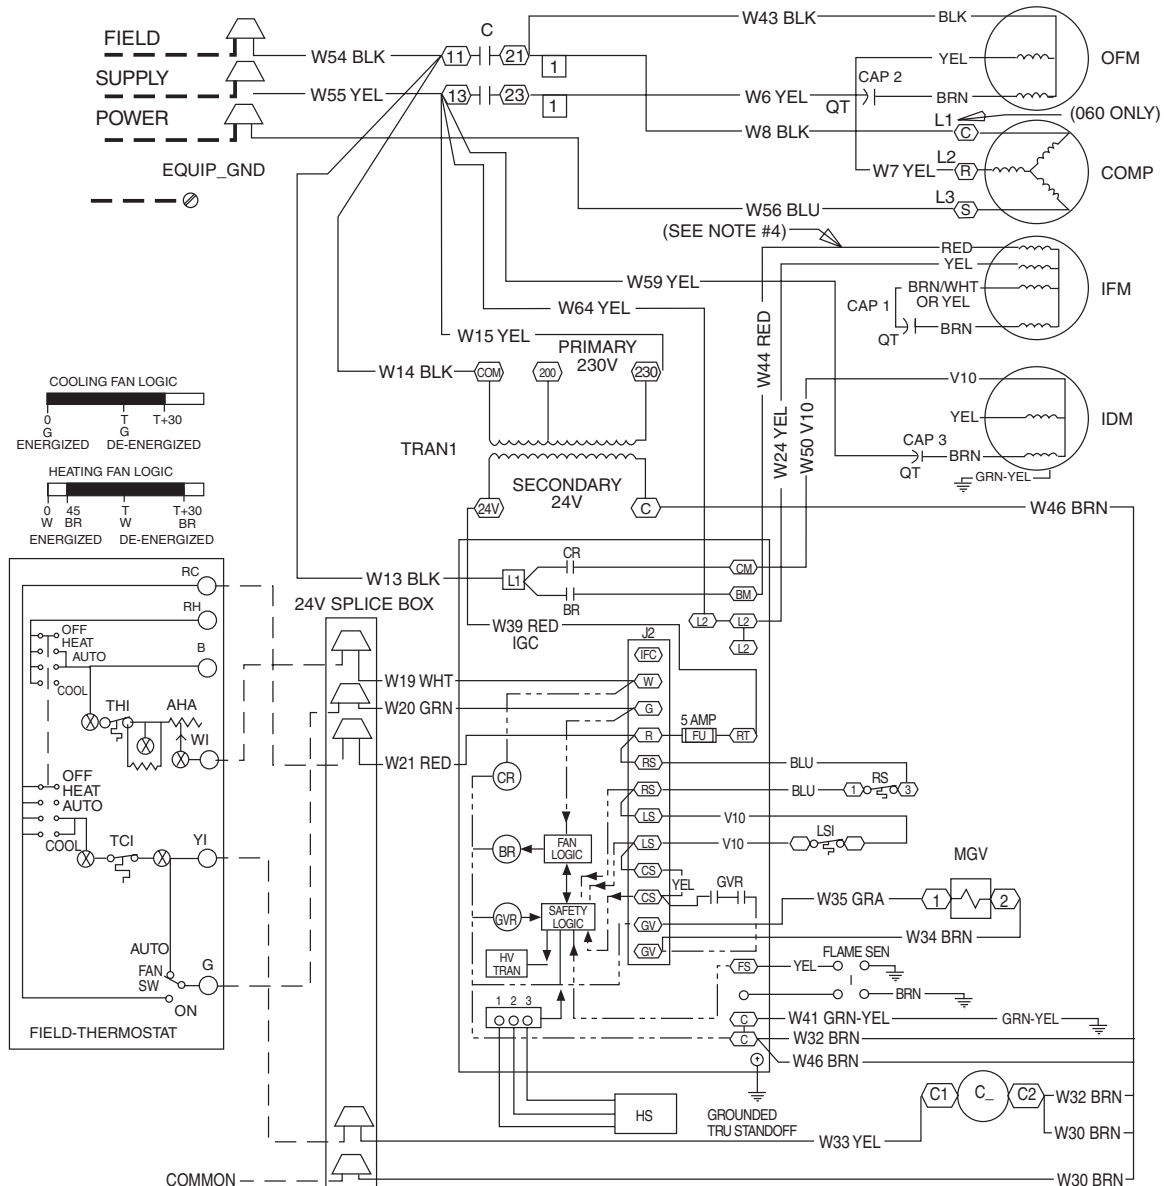 FIELD
SUPPLY
POWER
EQUIP_GND
W54 BLK
W55 YEL
11
C
21
1
13
23
1
W43 BLK
BLK
YEL
CAP 2
QT
BRN
OFM
W6 YEL
W8 BLK
L1
(060 ONLY)
C
L2
W7 YEL
R
COMP
L3
W56 BLU
S
(SEE NOTE #4)
RED
YEL
BRN/WHT
OR YEL
CAP 1
QT
BRN
IFM
W59 YEL
W64 YEL
W15 YEL
W14 BLK
PRIMARY
230V
COM
200
230
TRAN1
SECONDARY
24V
24V
C
W44 RED
W24 YEL
W50 V10
V10
YEL
CAP 3
QT
BRN
GRN-YEL
IDM
W46 BRN
COOLING FAN LOGIC
0
G
ENERGIZED
T
G
DE-ENERGIZED
T+30
HEATING FAN LOGIC
0
W
45
BR
ENERGIZED
T
W
DE-ENERGIZED
T+30
BR
RC
RH
OFF
HEAT
AUTO
COOL
B
THI
AHA
WI
OFF
HEAT
AUTO
COOL
TCI
YI
AUTO
FAN
SW
G
ON
FIELD-THERMOSTAT
24V SPLICE BOX
W13 BLK
L1
CR
BR
CM
BM
W39 RED
IGC
L2
L2
L2
J2
IFC
W19 WHT
W
W20 GRN
G
W21 RED
R
5 AMP
FU
RT
RS
BLU
RS
BLU
1
RS
3
LS
V10
LS
V10
LSI
CS
YEL
CS
GVR
GV
GV
CR
BR
FAN
LOGIC
GVR
SAFETY
LOGIC
HV
TRAN
1 2 3
W35 GRA
MGV
1
2
W34 BRN
FLAME SEN
FS
YEL
BRN
C
W41 GRN-YEL
GRN-YEL
C
W32 BRN
W46 BRN
GROUNDED
TRU STANDOFF
HS
C1
C_
C2
W32 BRN
W30 BRN
W33 YEL
COMMON
W30 BRN